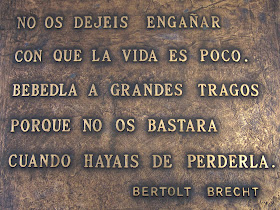 NO OS DEJEIS ENGAÑAR
CON QUE LA VIDA ES POCO.
BEBEDLA A GRANDES TRAGOS
PORQUE NO OS BASTARA
CUANDO HAYAIS DE PERDERLA.
BERTOLT BRECHT